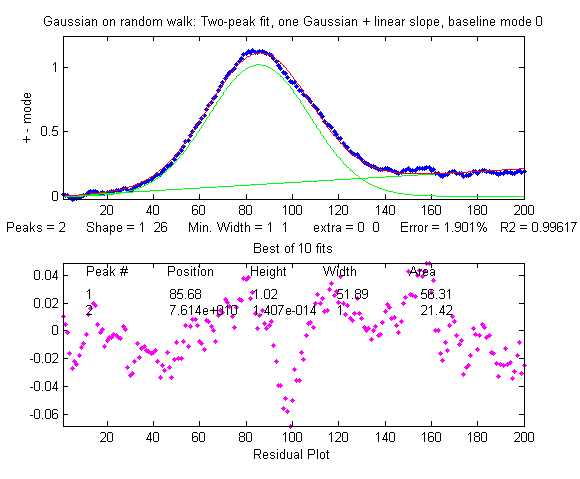 Gaussian on random walk: Two-peak fit, one Gaussian + linear slope, baseline mode 0
1
0.5
0
+ - mode
20 40 60 80 100 120 140 160 180 200
Peaks = 2 Shape = 1 26 Min. Width = 1 1 extra = 0 0 Error = 1.901% R2 = 0.99617
Best of 10 fits
0.04
0.02
0
-0.02
-0.04
-0.06
Peak # Position Height Width Area
1 85.68 1.02 56.31
2 21.42
20 40 60 80 100 120 140 160 180 200
Residual Plot